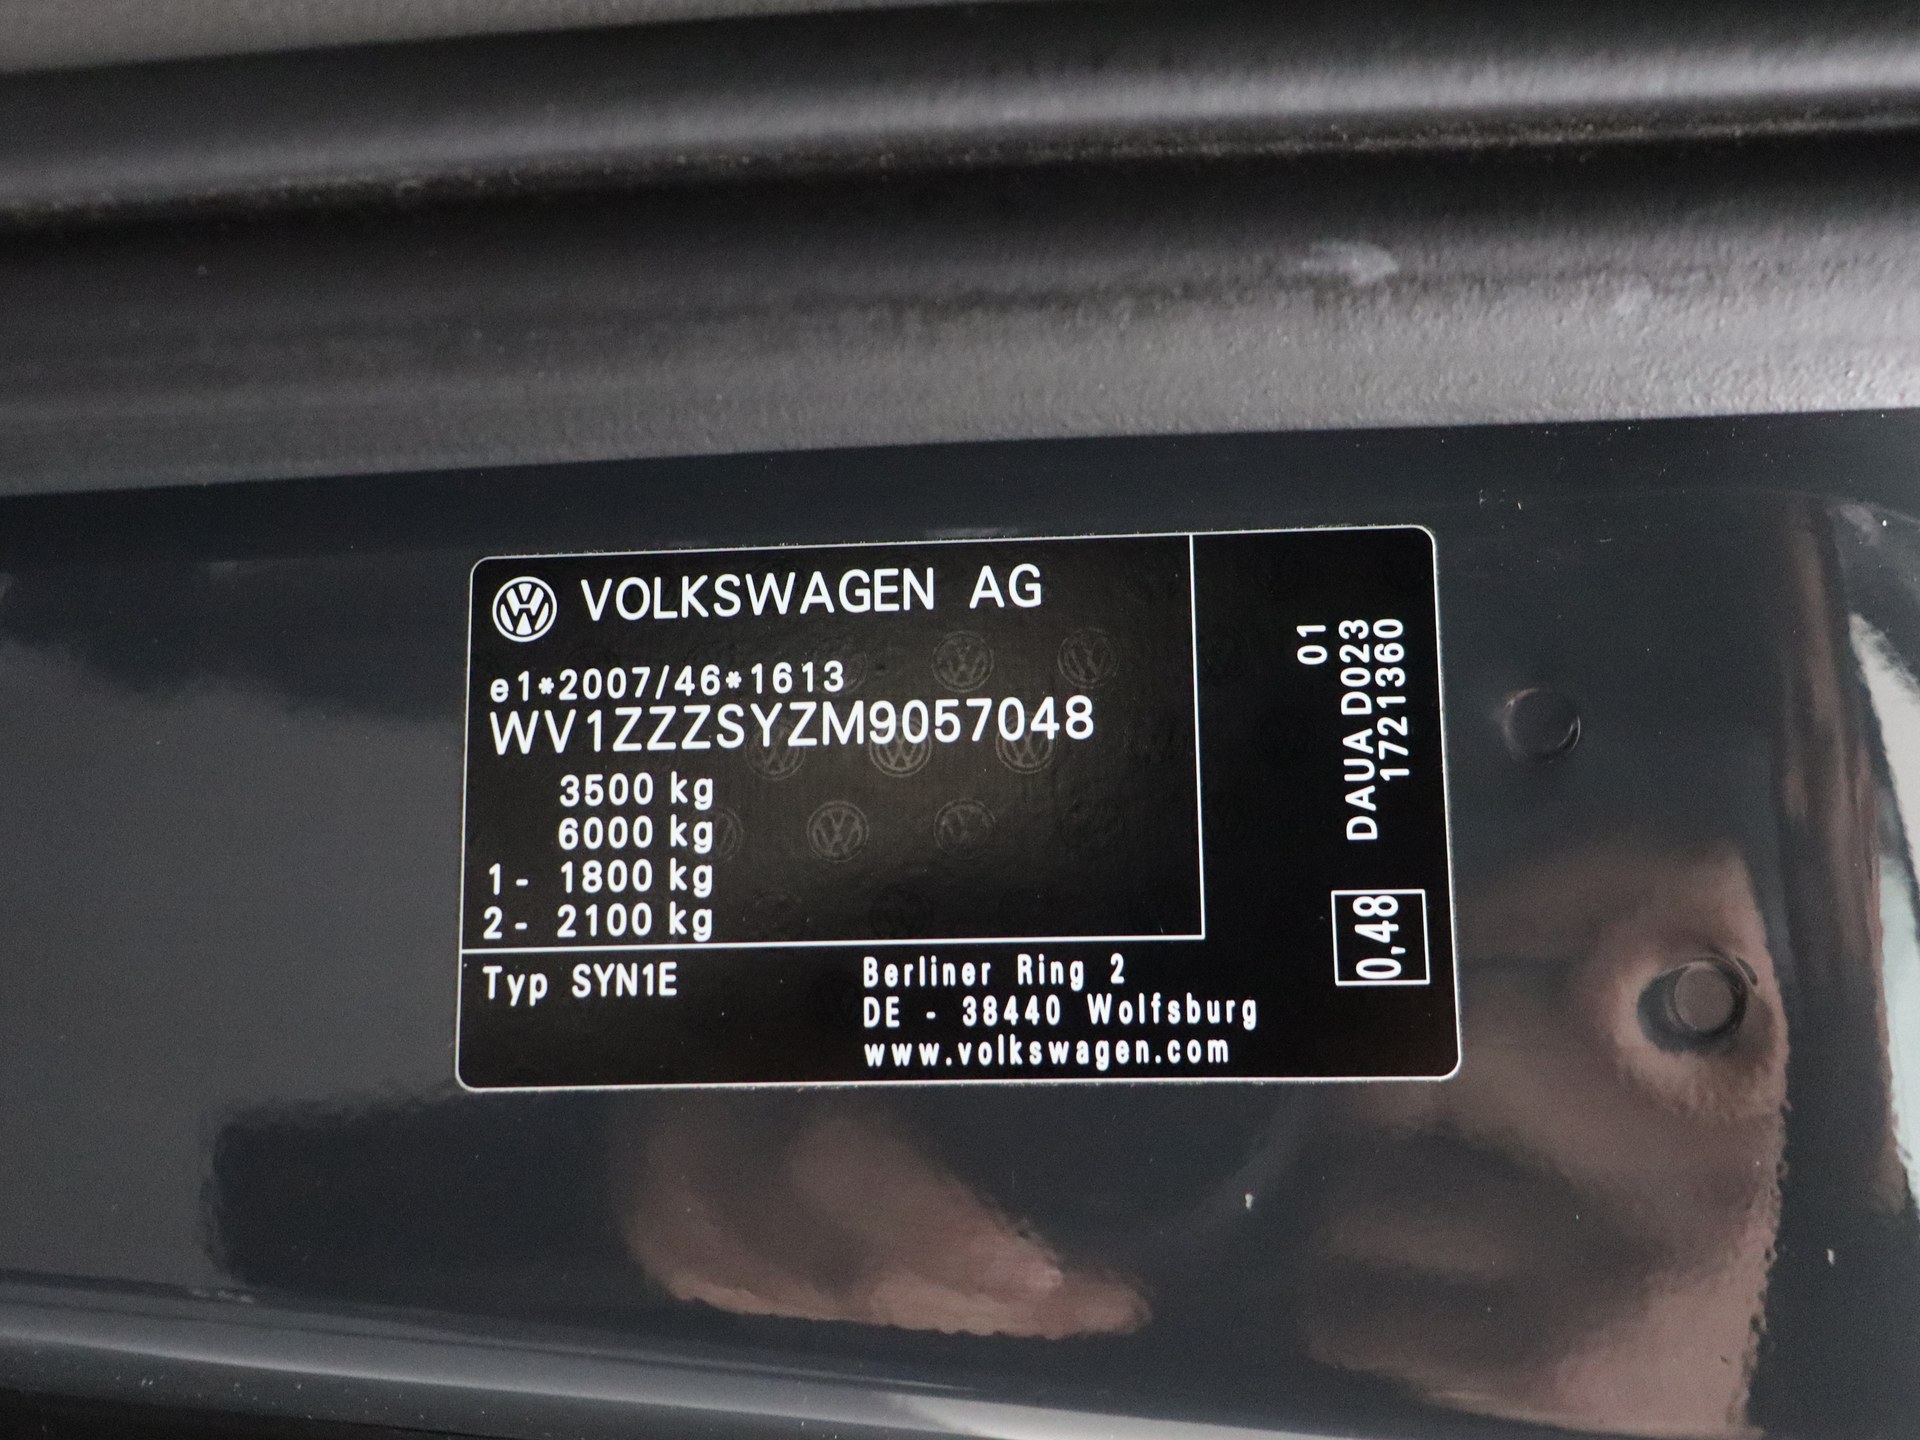 VOLKSWAGEN AG
e1*2007/46*1613
WV1ZZZSYZM9057048
3500 kg
6000 kg
1- 1800 kg
2- 2100 kg
Typ SYN1E
Berliner Ring 2
DE - 38440 Wolfsburg
www.volkswagen.com
01
DAUA D023
1721360
0,48